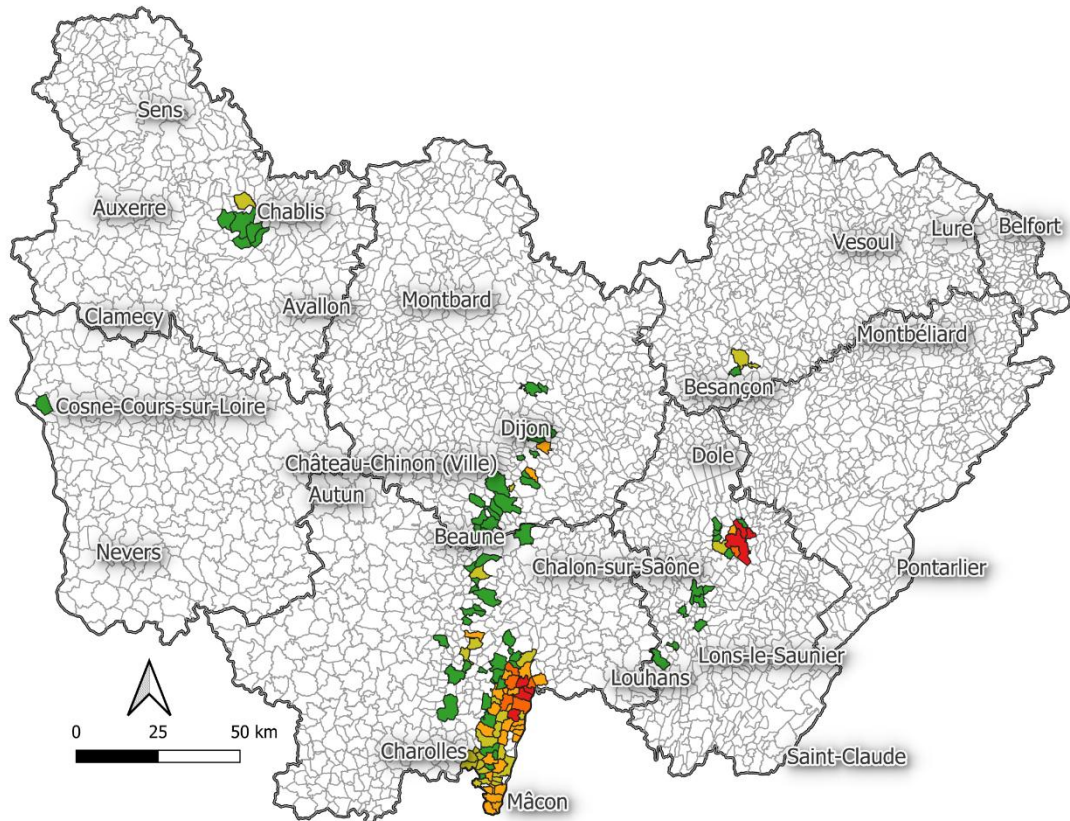 Sens
Auxerre
Chablis
Vesoul
Lure
Belfort
Clamecy
Avallon
Montbard
Montbéliard
Cosne-Cours-sur-Loire
Besançon
Dijon
Château-Chinon (Ville)
Dole
Autun
Nevers
Beaune
Chalon-sur-Saône
Pontarlier
Lons-le-Saunier
Louhans
0 25 50 km
Charolles
Saint-Claude
Mâcon